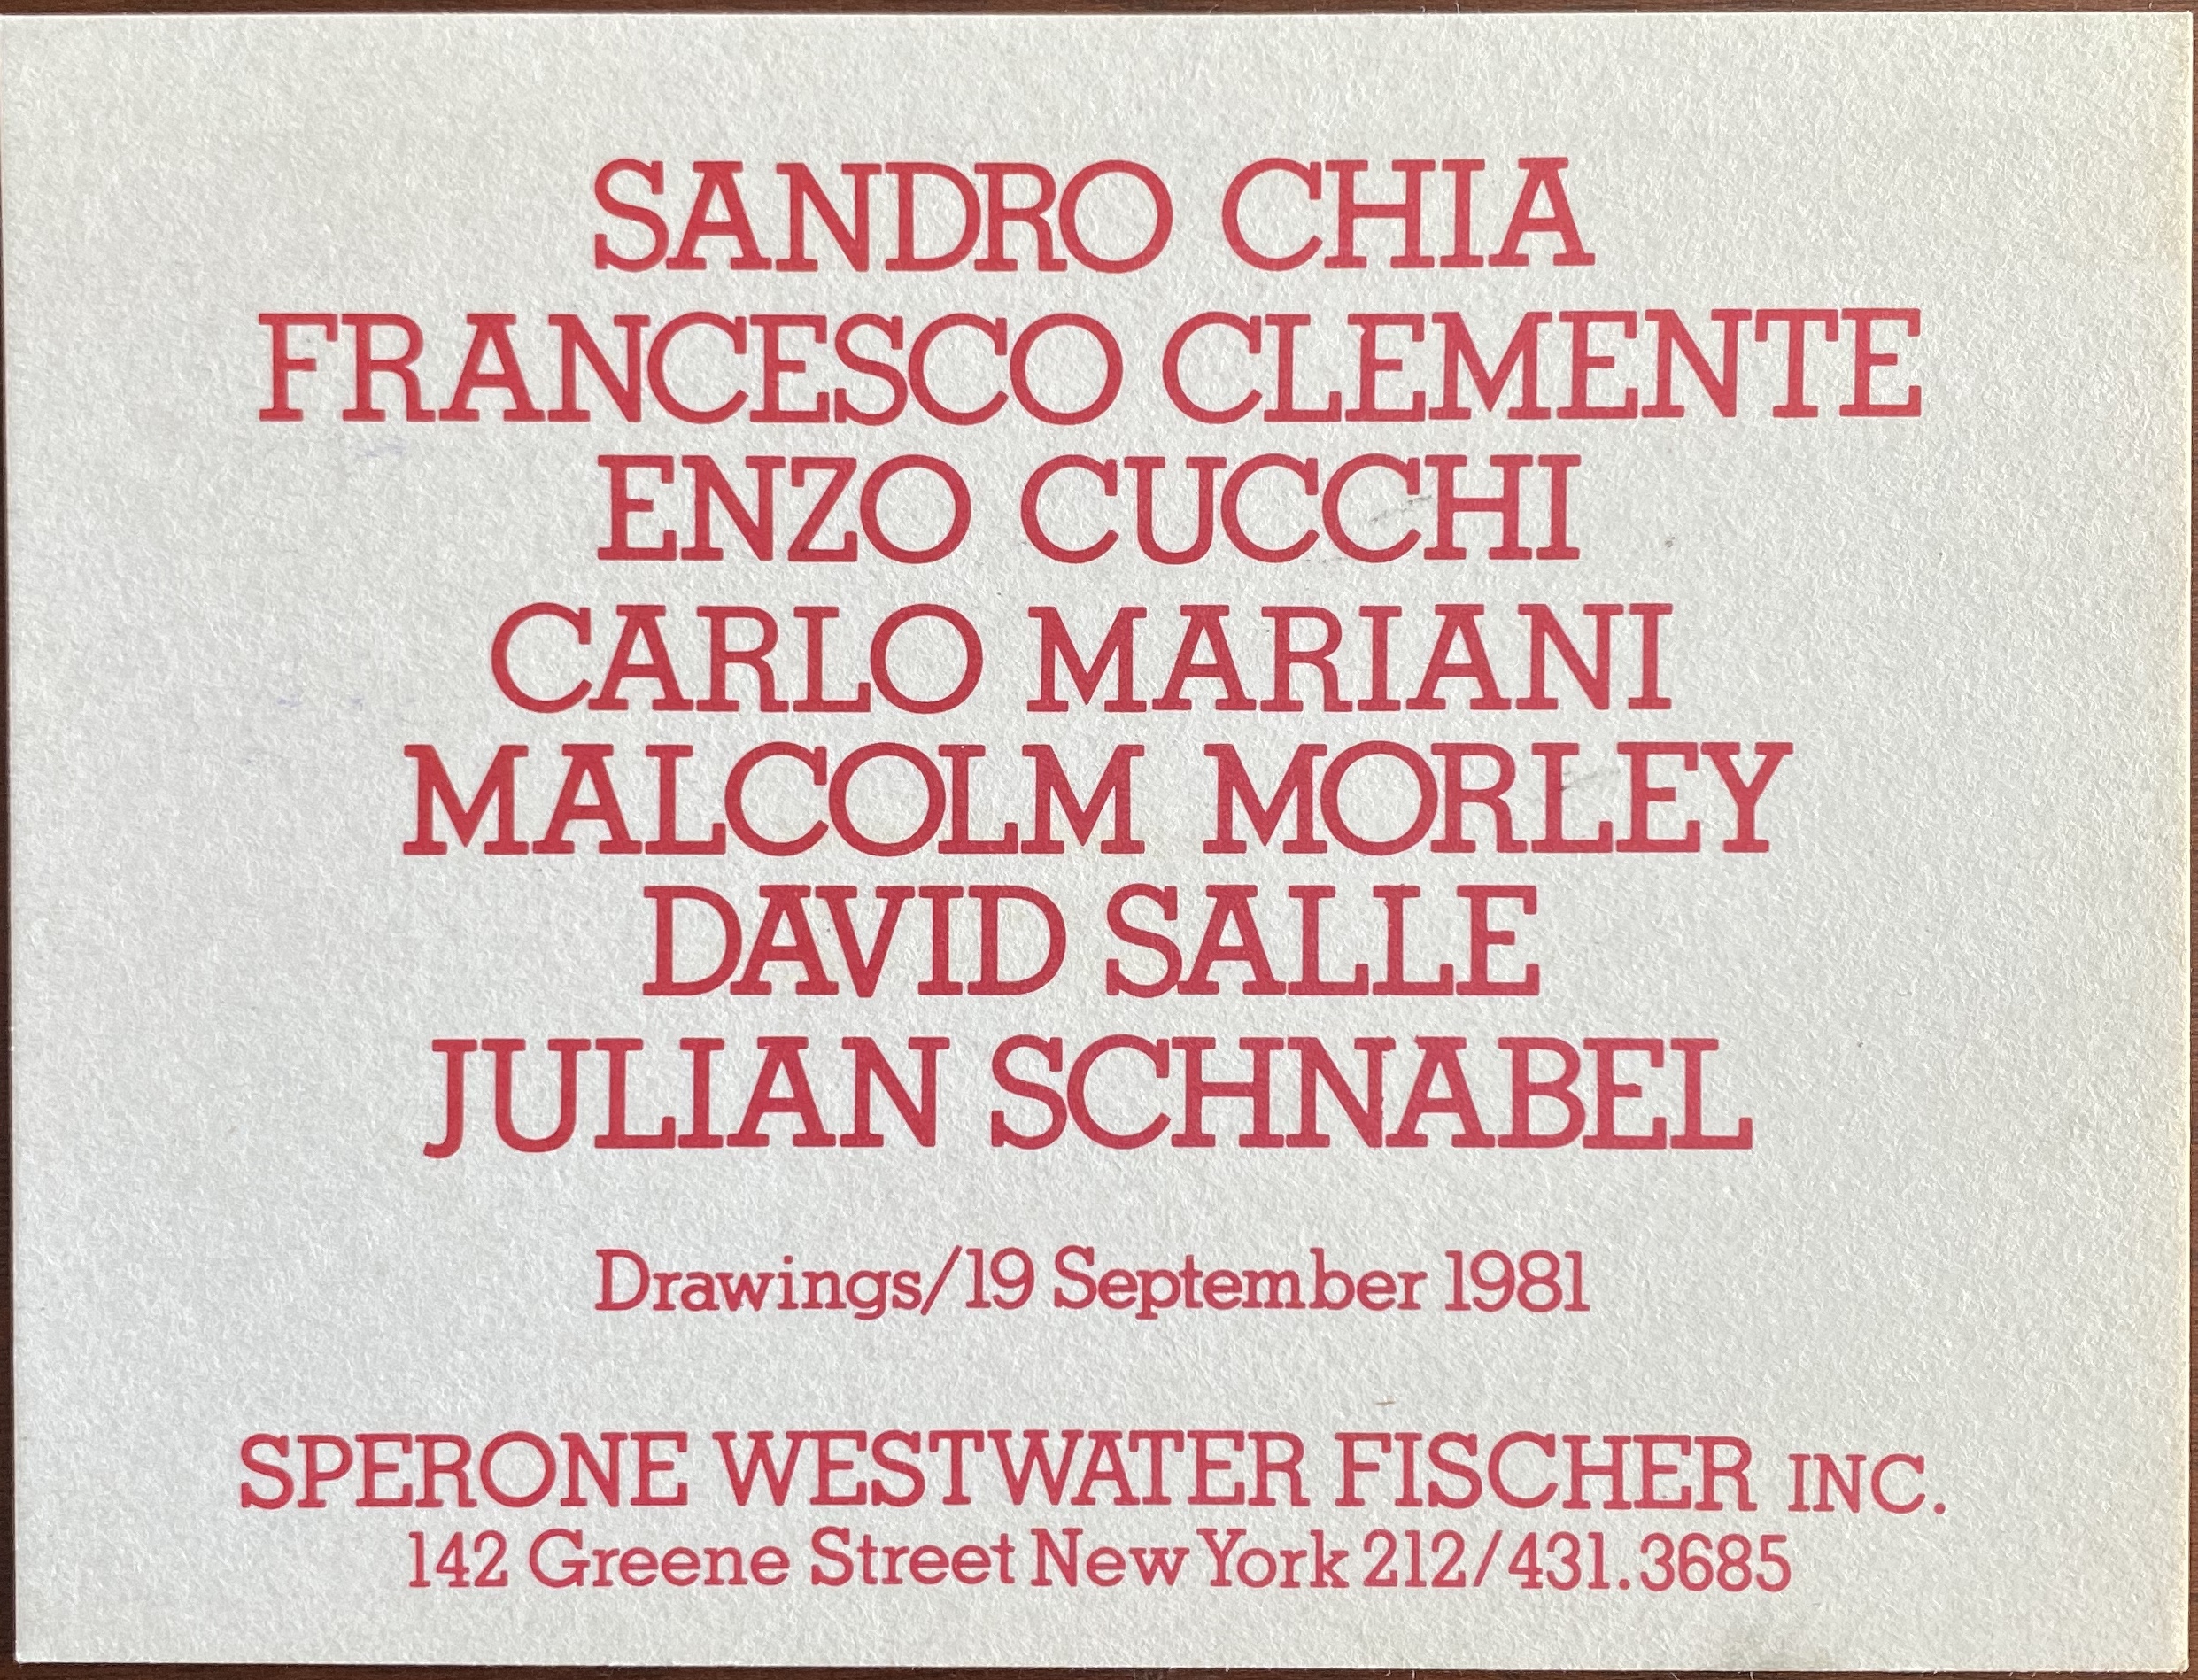 SANDRO CHIA
FRANCESCO CLEMENTE
ENZO CUCCHI
CARLO MARIANI
MALCOLM MORLEY
DAVID SALLE
JULIAN SCHNABEL
Drawings/19 September 1981
SPERONE WESTWATER FISCHER INC.
142 Greene Street New York 212/431.3685